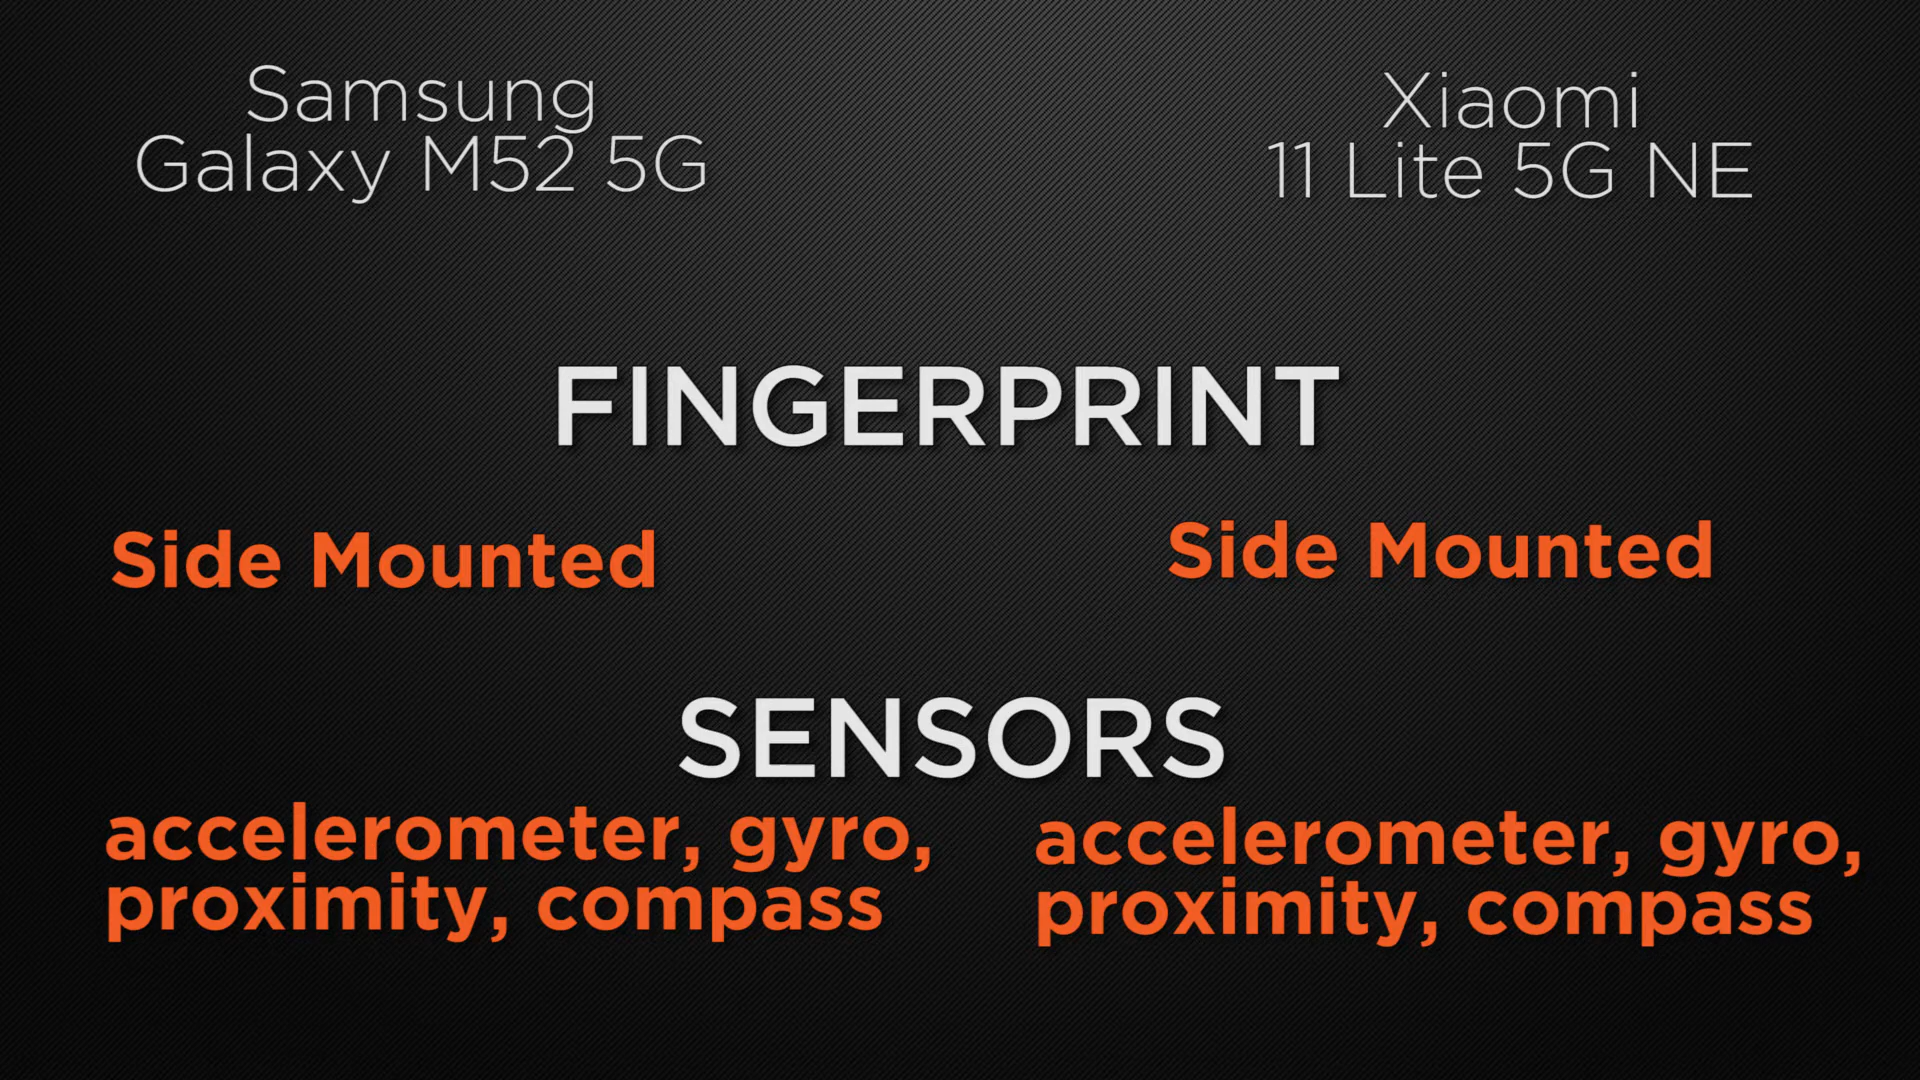 Samsung
Galaxy M52 5G
Xiaomi
11 Lite 5G NE
FINGERPRINT
Side Mounted
Side Mounted
SENSORS
accelerometer, gyro,
proximity, compass
accelerometer, gyro,
proximity, compass